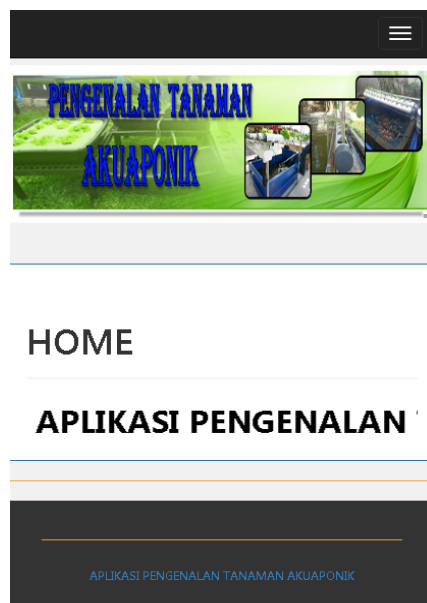 PENGENALAN TANAMAN
AKUAPONIK
HOME
APLIKASI PENGENALAN
APLIKASI PENGENALAN TANAMAN AKUAPONIK